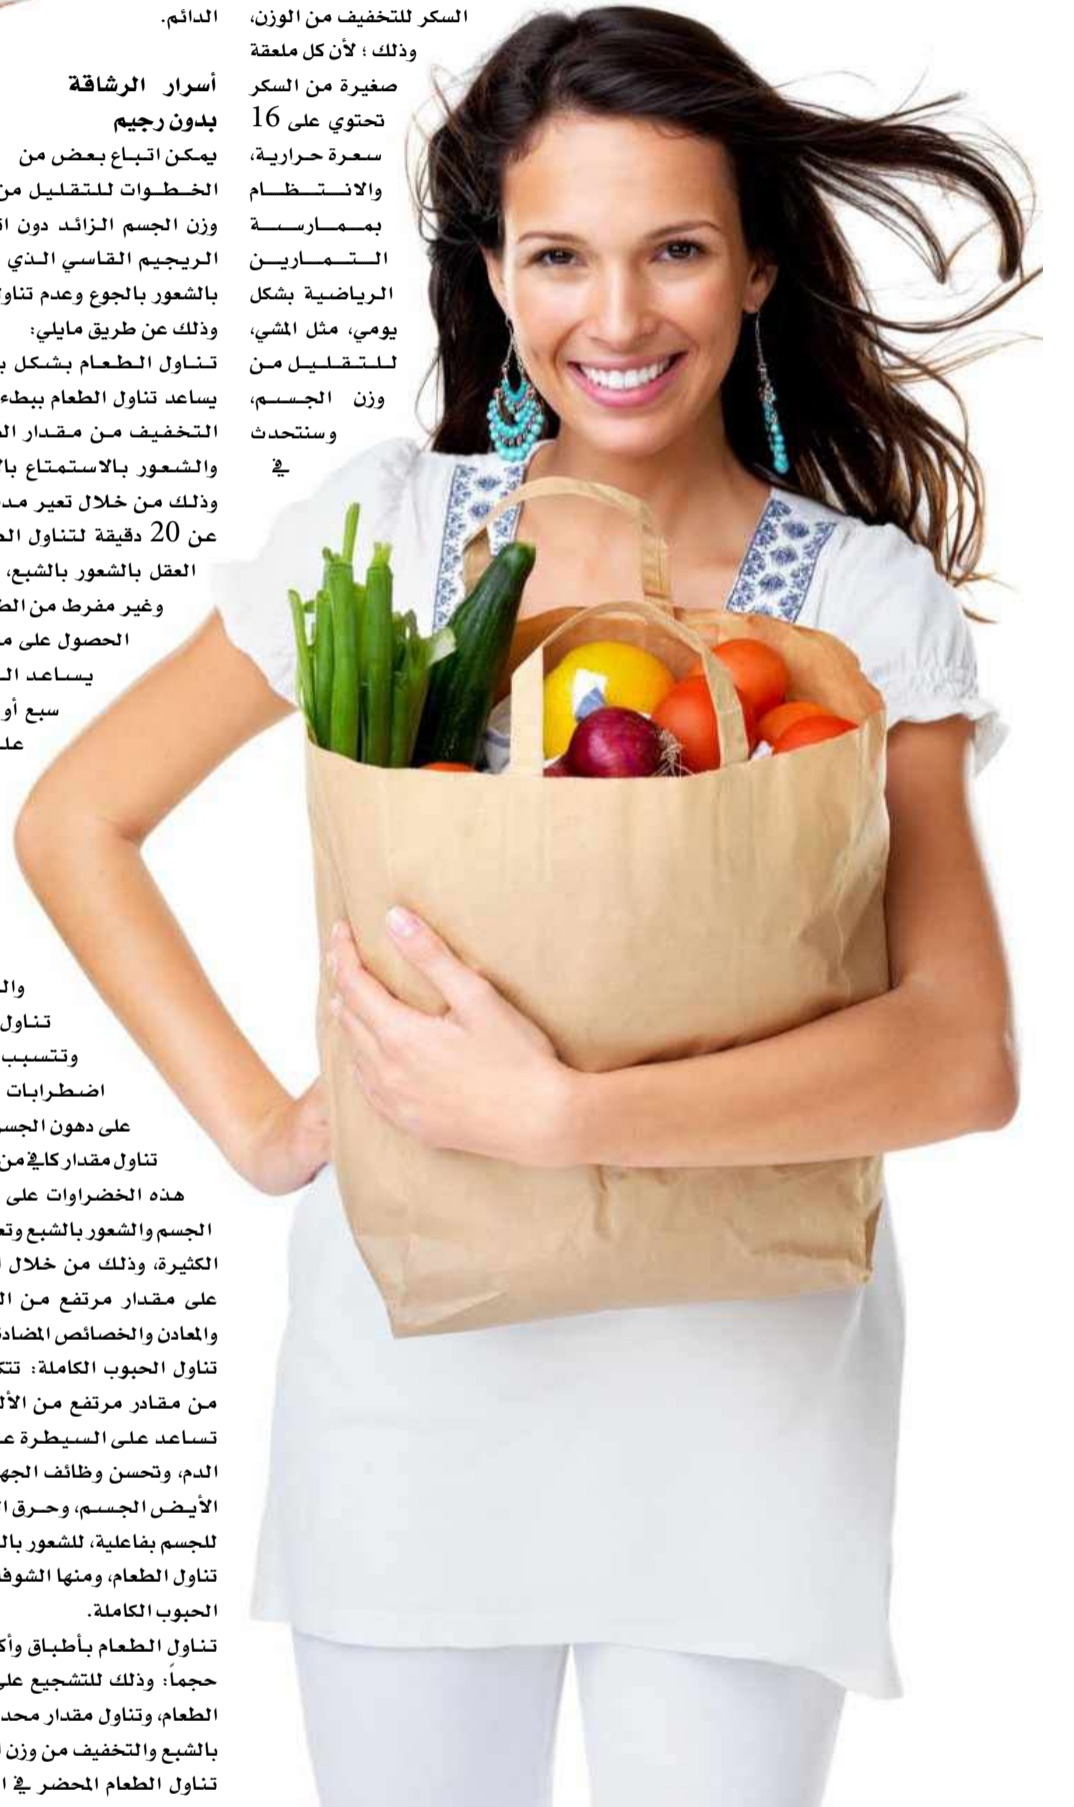 السكر للتخفيف من الوزن،
وذلك ؛ لأن كل ملعقة
صغيرة من السكر
تحتوي على 16
سعرة حرارية،
والانتظام
بممارسة
التمارين
الرياضية بشكل
يومي، مثل المشي،
للتقليل من
وزن الجسم،
وسنتحدث
في
الدائم.
أسرار الرشاقة
بدون رجيم
يمكن اتباع بعض من
الخطوات للتقليل من
وزن الجسم الزائد دون
الريجيم القاسي الذي
بالشعور بالجوع وعدم
وذلك عن طريق مايلي:
تناول الطعام بشكل
يساعد تناول الطعام ببطء
التخفيف من مقدار
والشعور بالاستمتاع
وذلك من خلال تعير
عن 20 دقيقة لتناول
العقل بالشعور بالشبع،
وغير مفرط من
الحصول على
يساعد
سبع
تناول
وتتسبب
اضطرابات
على دهون
تناول مقدار كافي من
هذه الخضراوات على
الجسم والشعور بالشبع
الكثيرة، وذلك من خلال
على مقدار مرتفع من
والمعادن والخصائص
تناول الحبوب الكاملة:
من مقادر مرتفع من
تساعد على السيطرة
الدم، وتحسن وظائف
الأيض الجسم، وحرق
للجسم بفاعلية، للشعور
تناول الطعام، ومنها
الحبوب الكاملة.
تناول الطعام بأطباق
حجماً: وذلك للتشجيع
الطعام، وتناول مقدار
بالشبع والتخفيف من وزن
تناول الطعام المحضر في